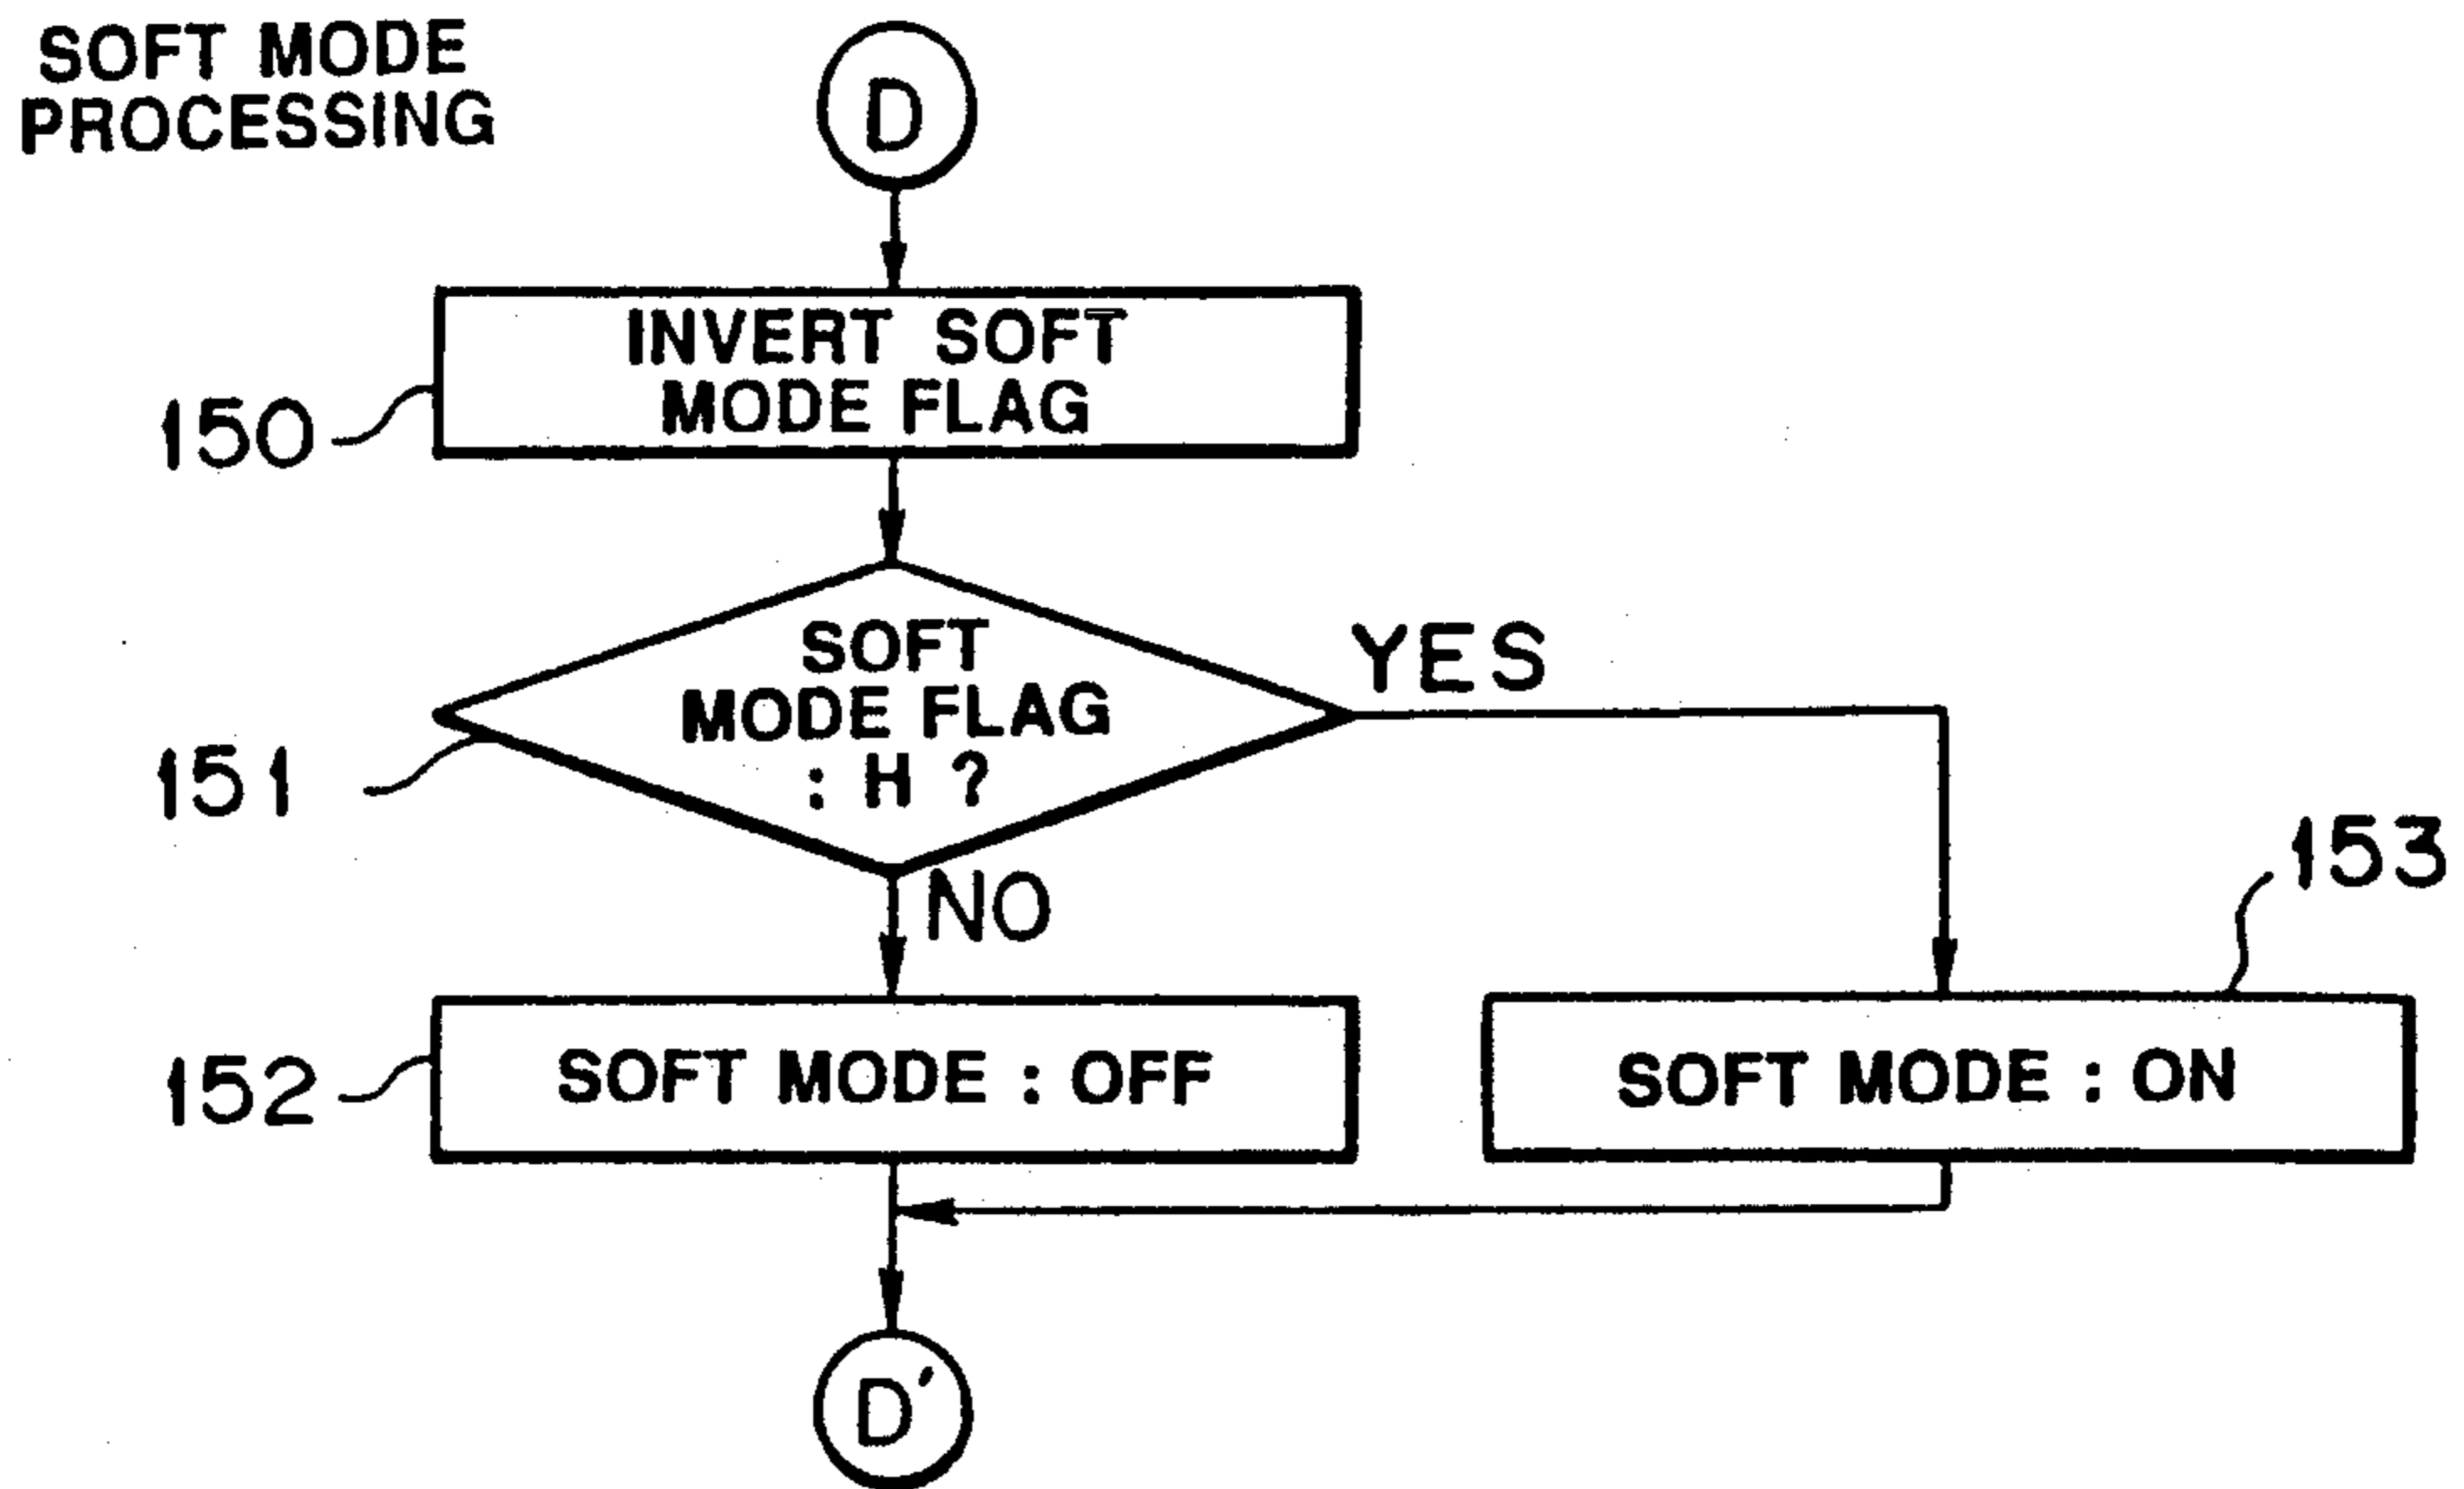 SOFT MODE
PROCESSING
D
INVERT SOFT
MODE FLAG
150
SOFT
MODE FLAG
: H ?
YES
151
NO
153
SOFT MODE : OFF
SOFT MODE : ON
152
D'